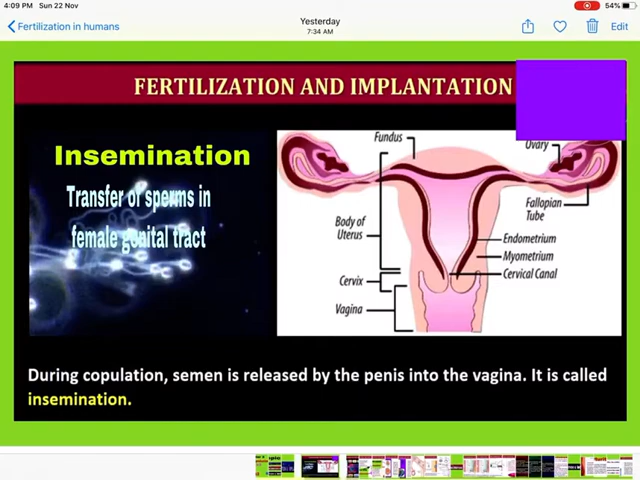 4:09 PM Sun 22 Nov
54%
Fertilization in humans
Yesterday
7:34 AM
Edit
FERTILIZATION AND IMPLANTATION
Insemination
Transfer of sperms in
female genital tract
Fundus
Ovary
Fallopian
Tube
Body of
Uterus
Endometrium
Myometrium
Cervical Canal
Cervix
Vagina
During copulation, semen is released by the penis into the vagina. It is called
insemination.